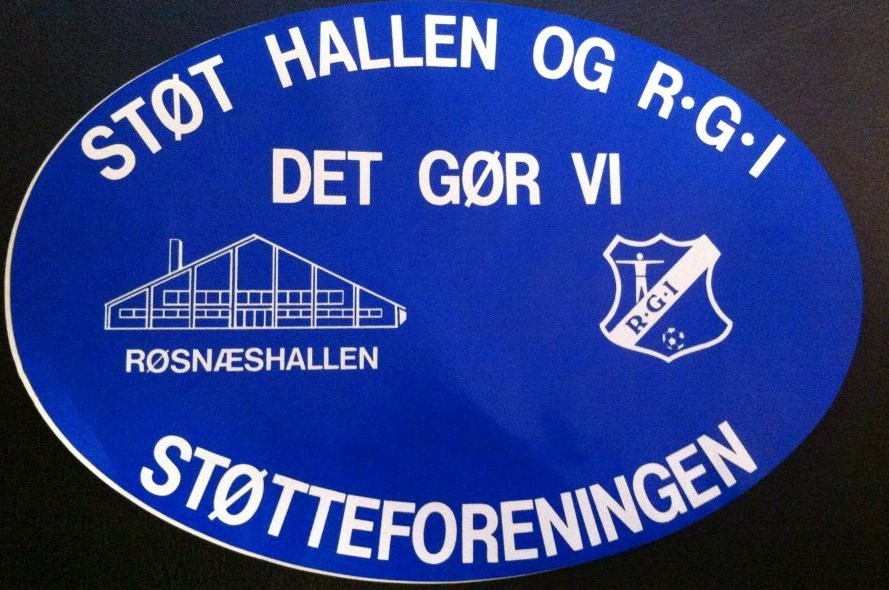 STØT HALLEN OG R·G·I
DET GØR VI
R·G·I
RØSNÆSHALLEN
STØTTEFORENINGEN